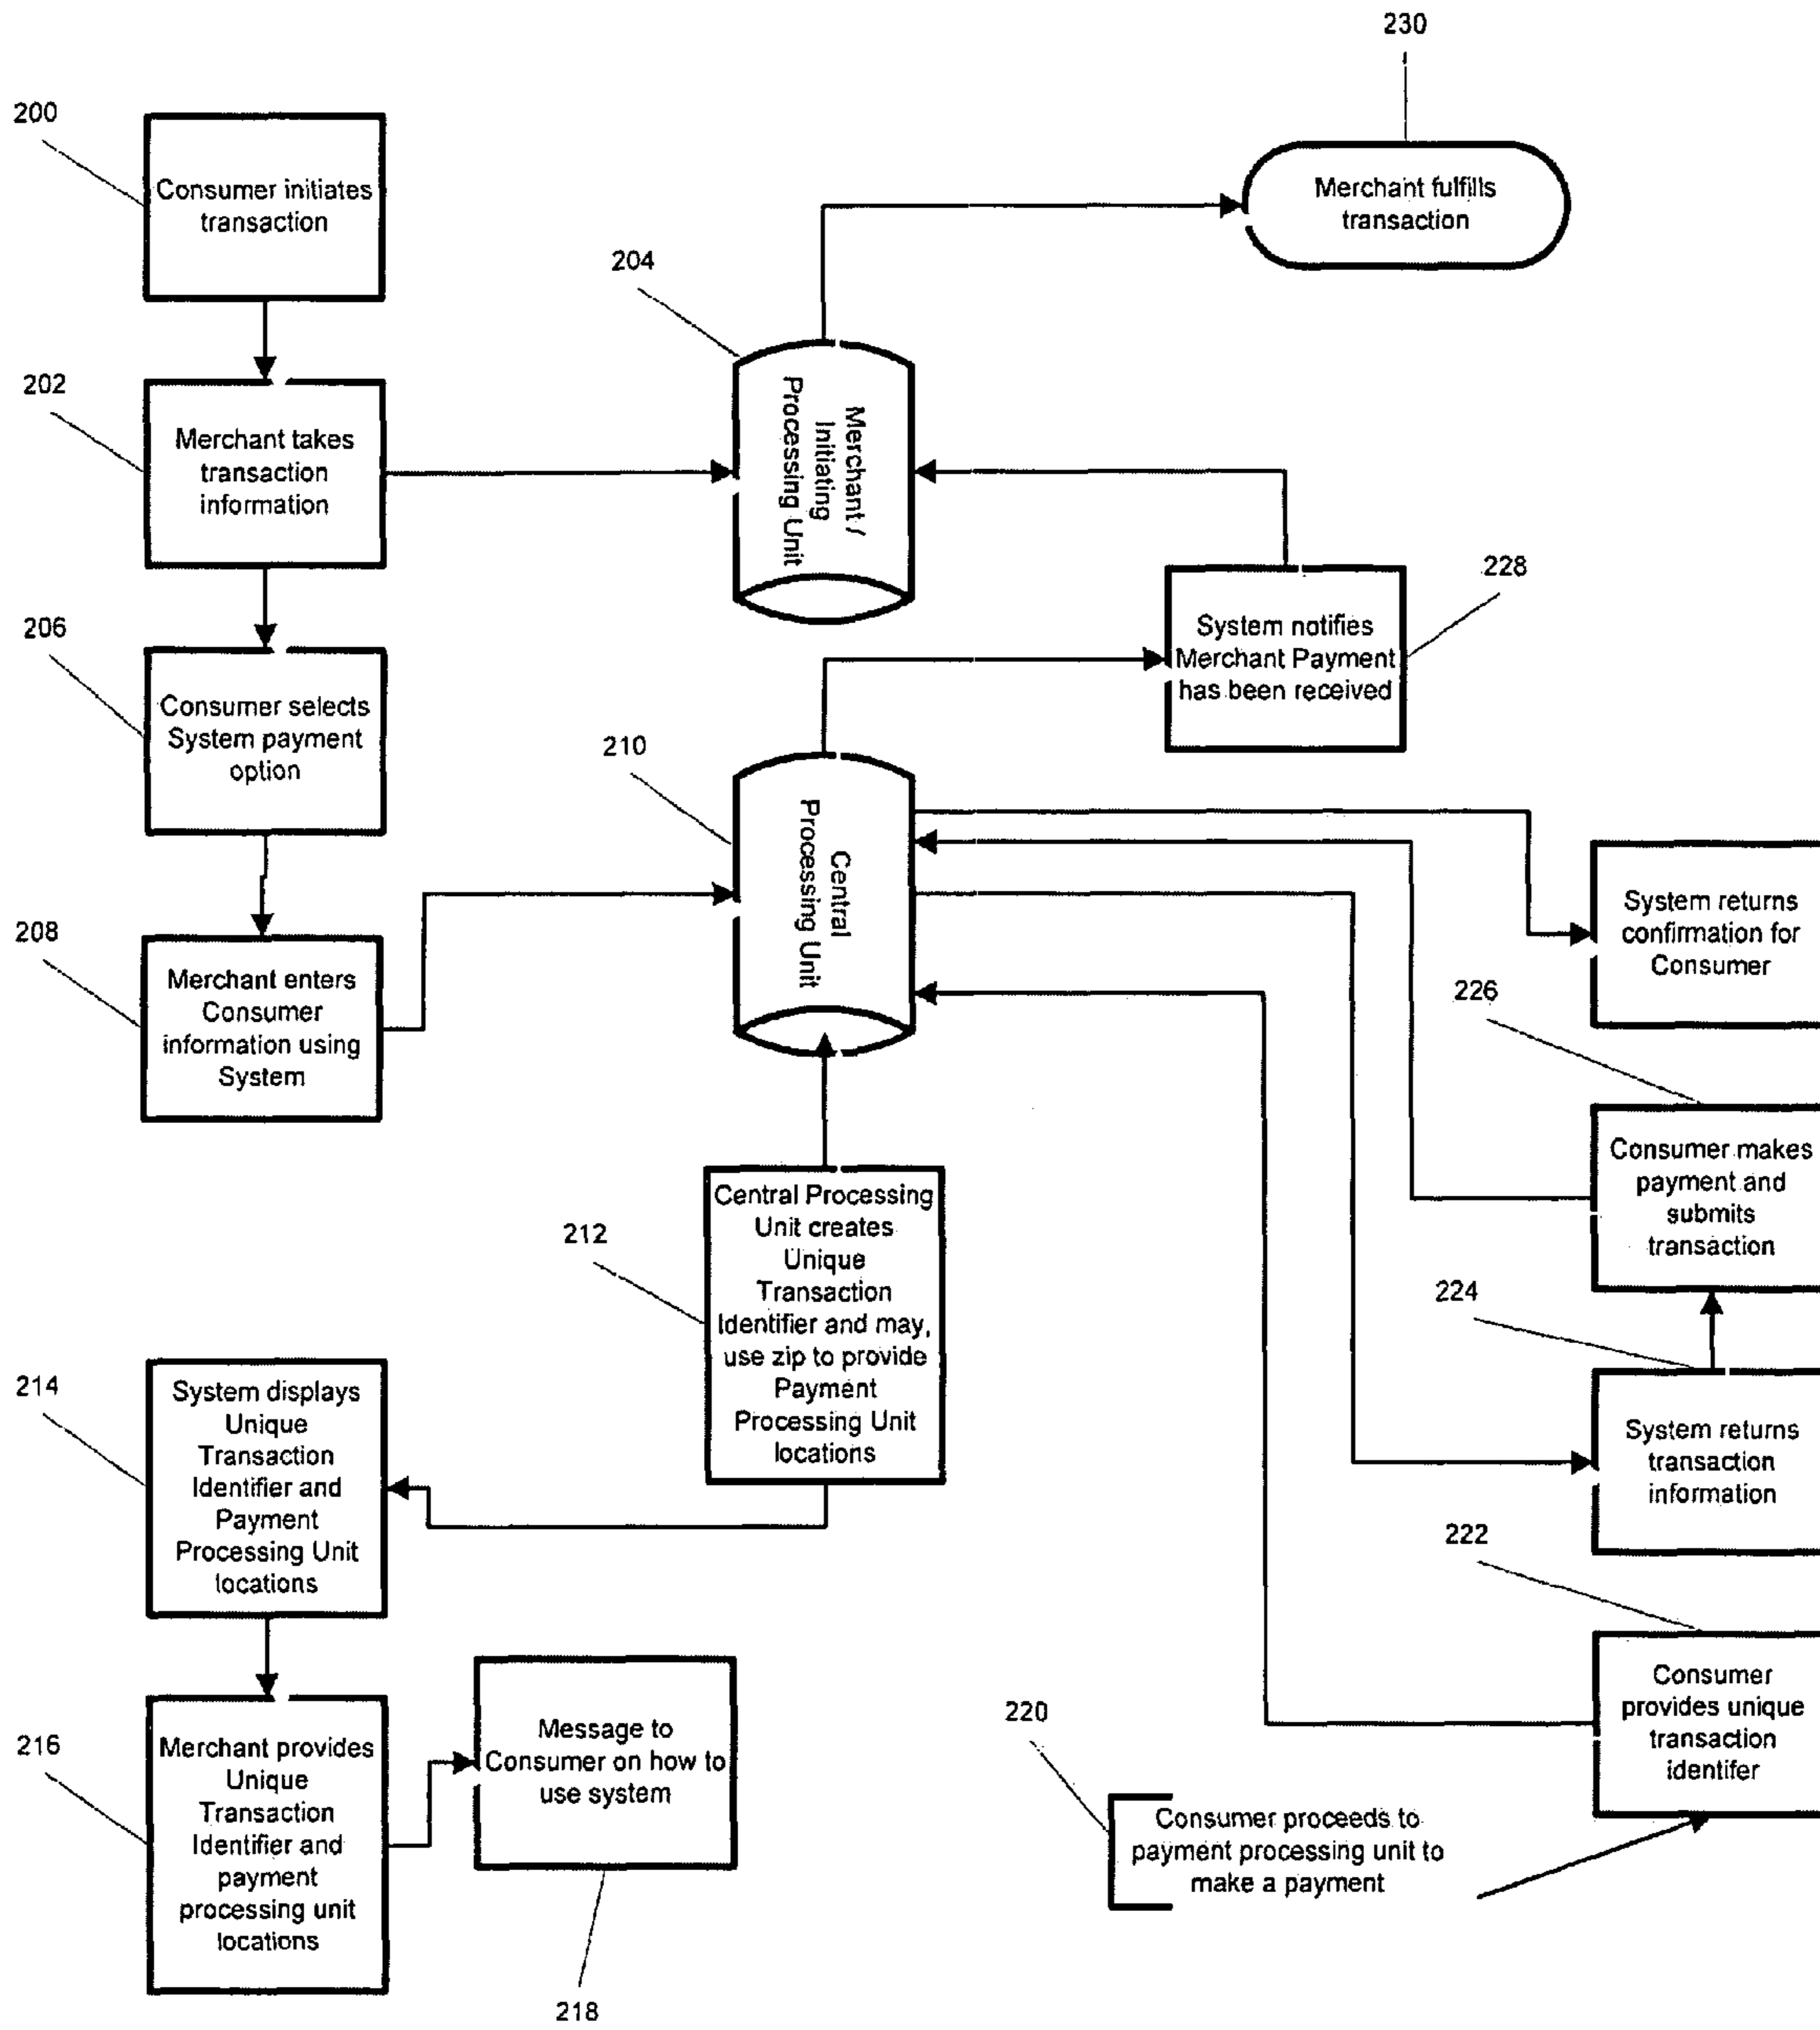 230
200
Consumer initiates
transaction
Merchant fulfills
transaction
204
202
Merchant takes
transaction
information
Merchant /
Initiating
Processing Unit
228
System notifies
Merchant Payment
has been received
206
Consumer selects
System payment
option
210
Central
Processing Unit
System returns
confirmation for
Consumer
208
Merchant enters
Consumer
information using
System
226
Consumer makes
payment and
submits
transaction
212
Central Processing
Unit creates
Unique
Transaction
Identifier and may,
use zip to provide
Payment
Processing Unit
locations
224
System returns
transaction
information
214
System displays
Unique
Transaction
Identifier and
Payment
Processing Unit
locations
222
Consumer
provides unique
transaction
identifer
216
Merchant provides
Unique
Transaction
Identifier and
payment
processing unit
locations
Message to
Consumer on how to
use system
218
220
Consumer proceeds to
payment processing unit to
make a payment